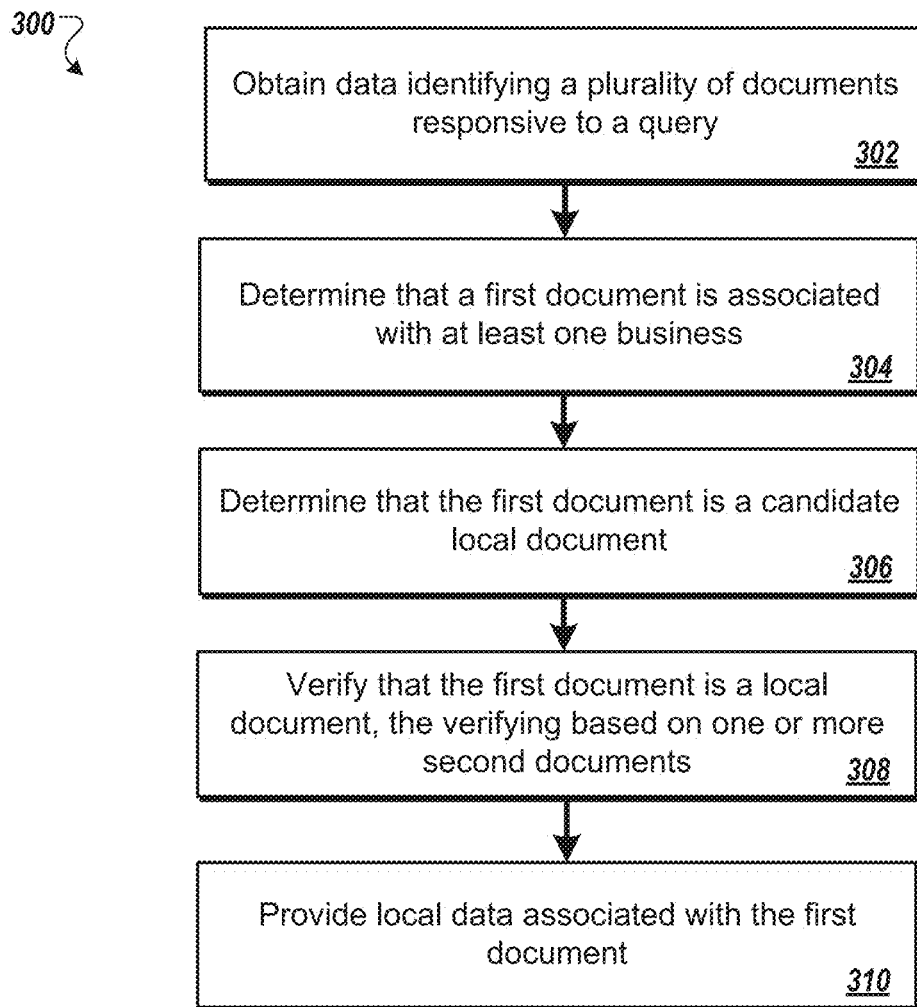 300
Obtain data identifying a plurality of documents
responsive to a query
302
Determine that a first document is associated
with at least one business
304
Determine that the first document is a candidate
local document
306
Verify that the first document is a local
document, the verifying based on one or more
second documents
308
Provide local data associated with the first
document
310